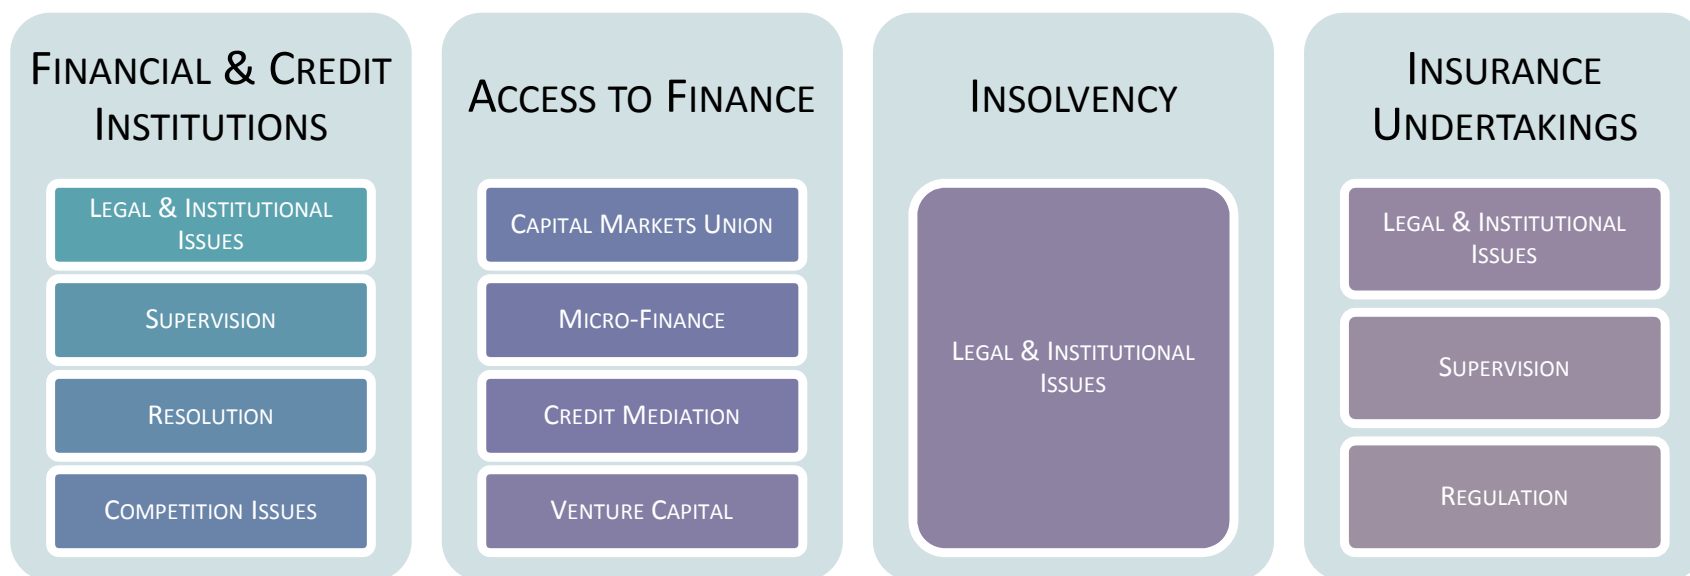 Financial & Credit
Institutions
Legal & Institutional
Issues
Supervision
Resolution
Competition Issues
Access to Finance
Capital Markets Union
Micro-Finance
Credit Mediation
Venture Capital
Insolvency
Legal & Institutional
Issues
Insurance
Undertakings
Legal & Institutional
Issues
Supervision
Regulation